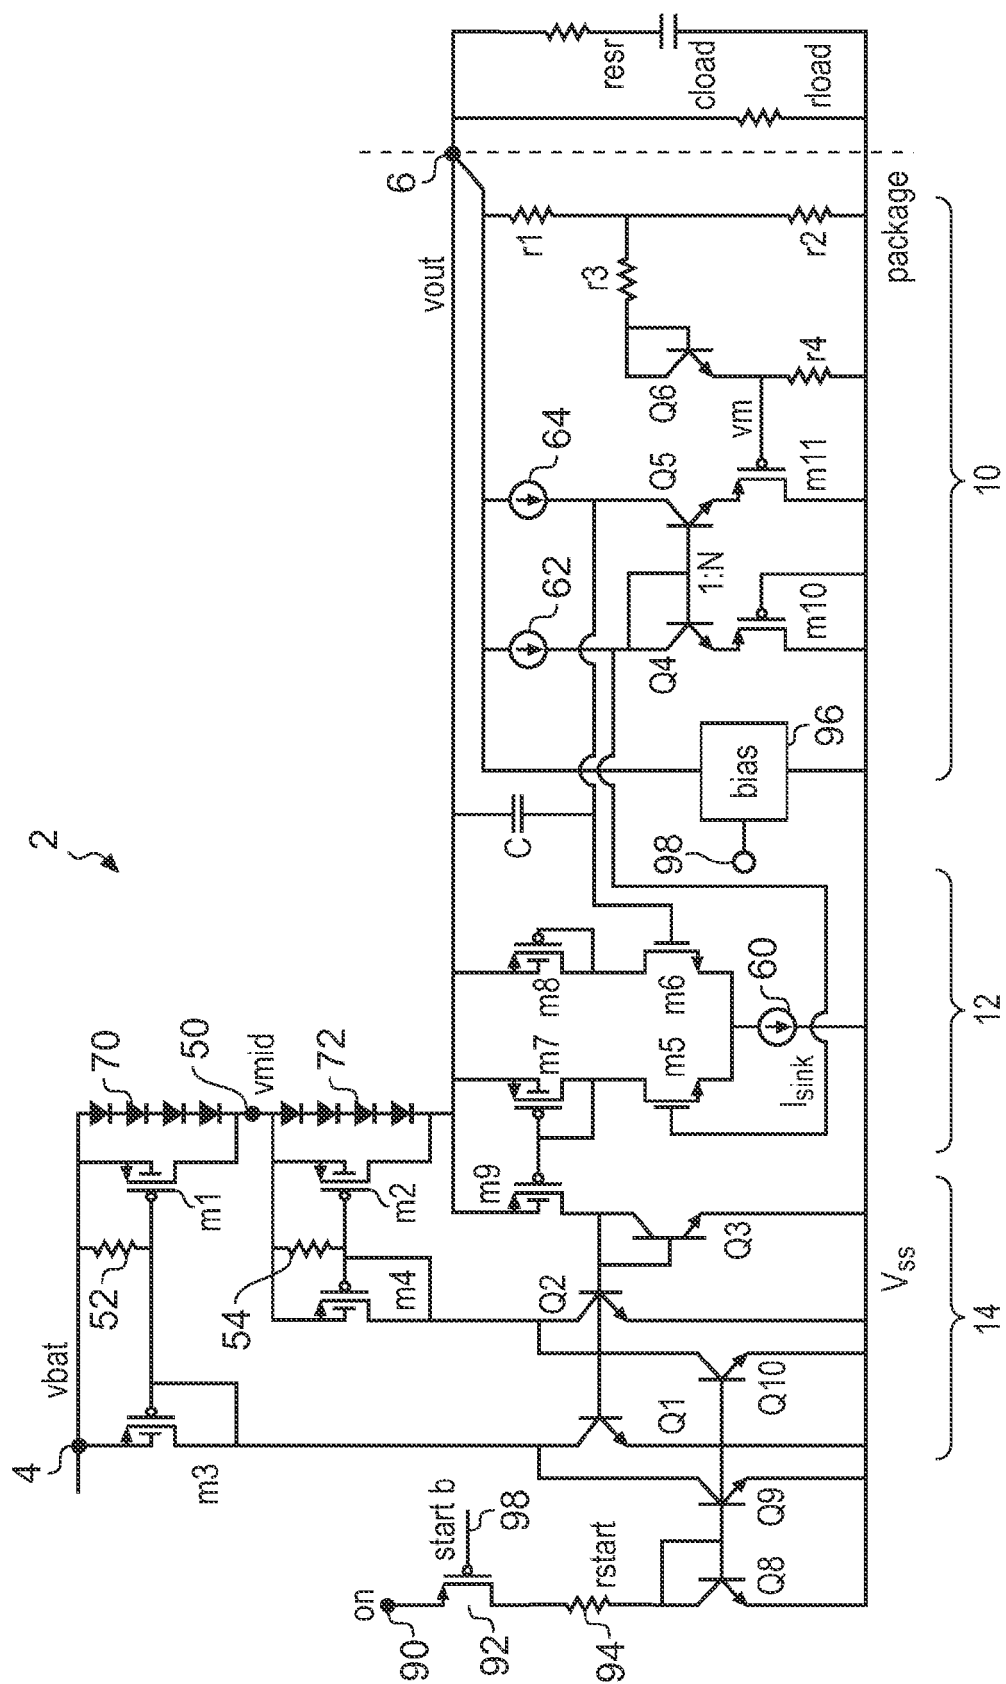 2
4
vbat
52
m3
m1
70
50
vmid
72
54
m4
m2
on
90
start b
98
92
94
rstart
Q8
Q9
Q10
Q1
Q2
Q3
m9
m7
m8
m5
m6
Isink
60
C
98
bias
96
vout
6
62
64
Q4
1:N
Q5
m10
m11
vm
Q6
r3
r1
r2
r4
resr
cload
rload
package
Vss
14
12
10